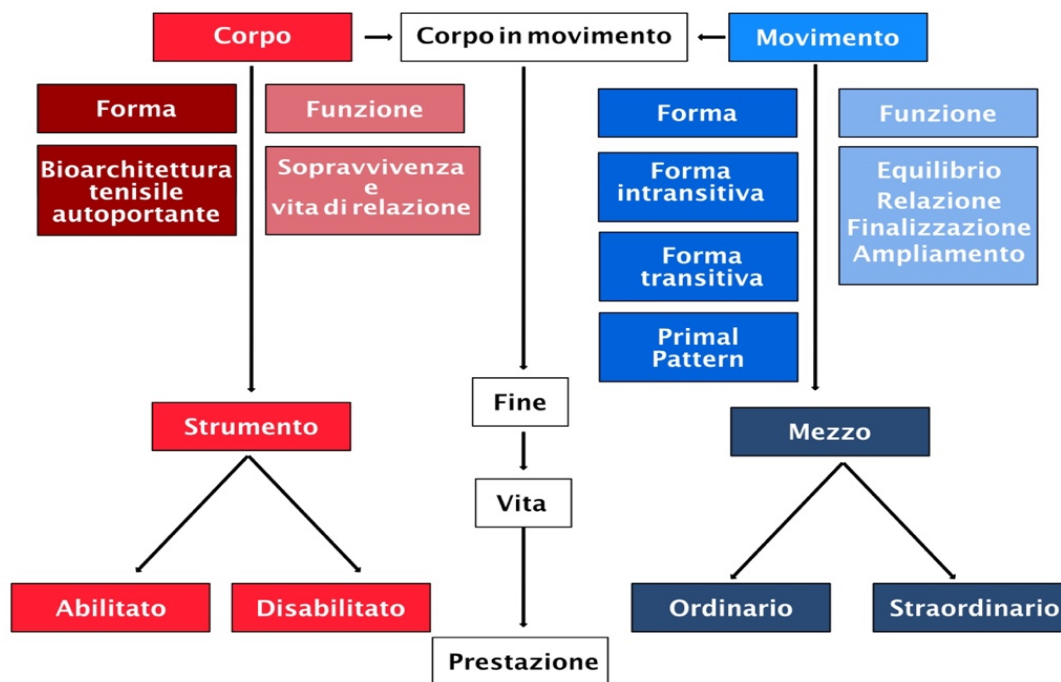 Corpo
Corpo in movimento
Movimento
Forma
Funzione
Forma
Funzione
Bioarchitettura
tenisile
autoportante
Sopravvivenza
e
vita di relazione
Forma
intransitiva
Equilibrio
Relazione
Finalizzazione
Ampliamento
Forma
transitiva
Primal
Pattern
Fine
Strumento
Mezzo
Vita
Abilitato
Disabilitato
Ordinario
Straordinario
Prestazione